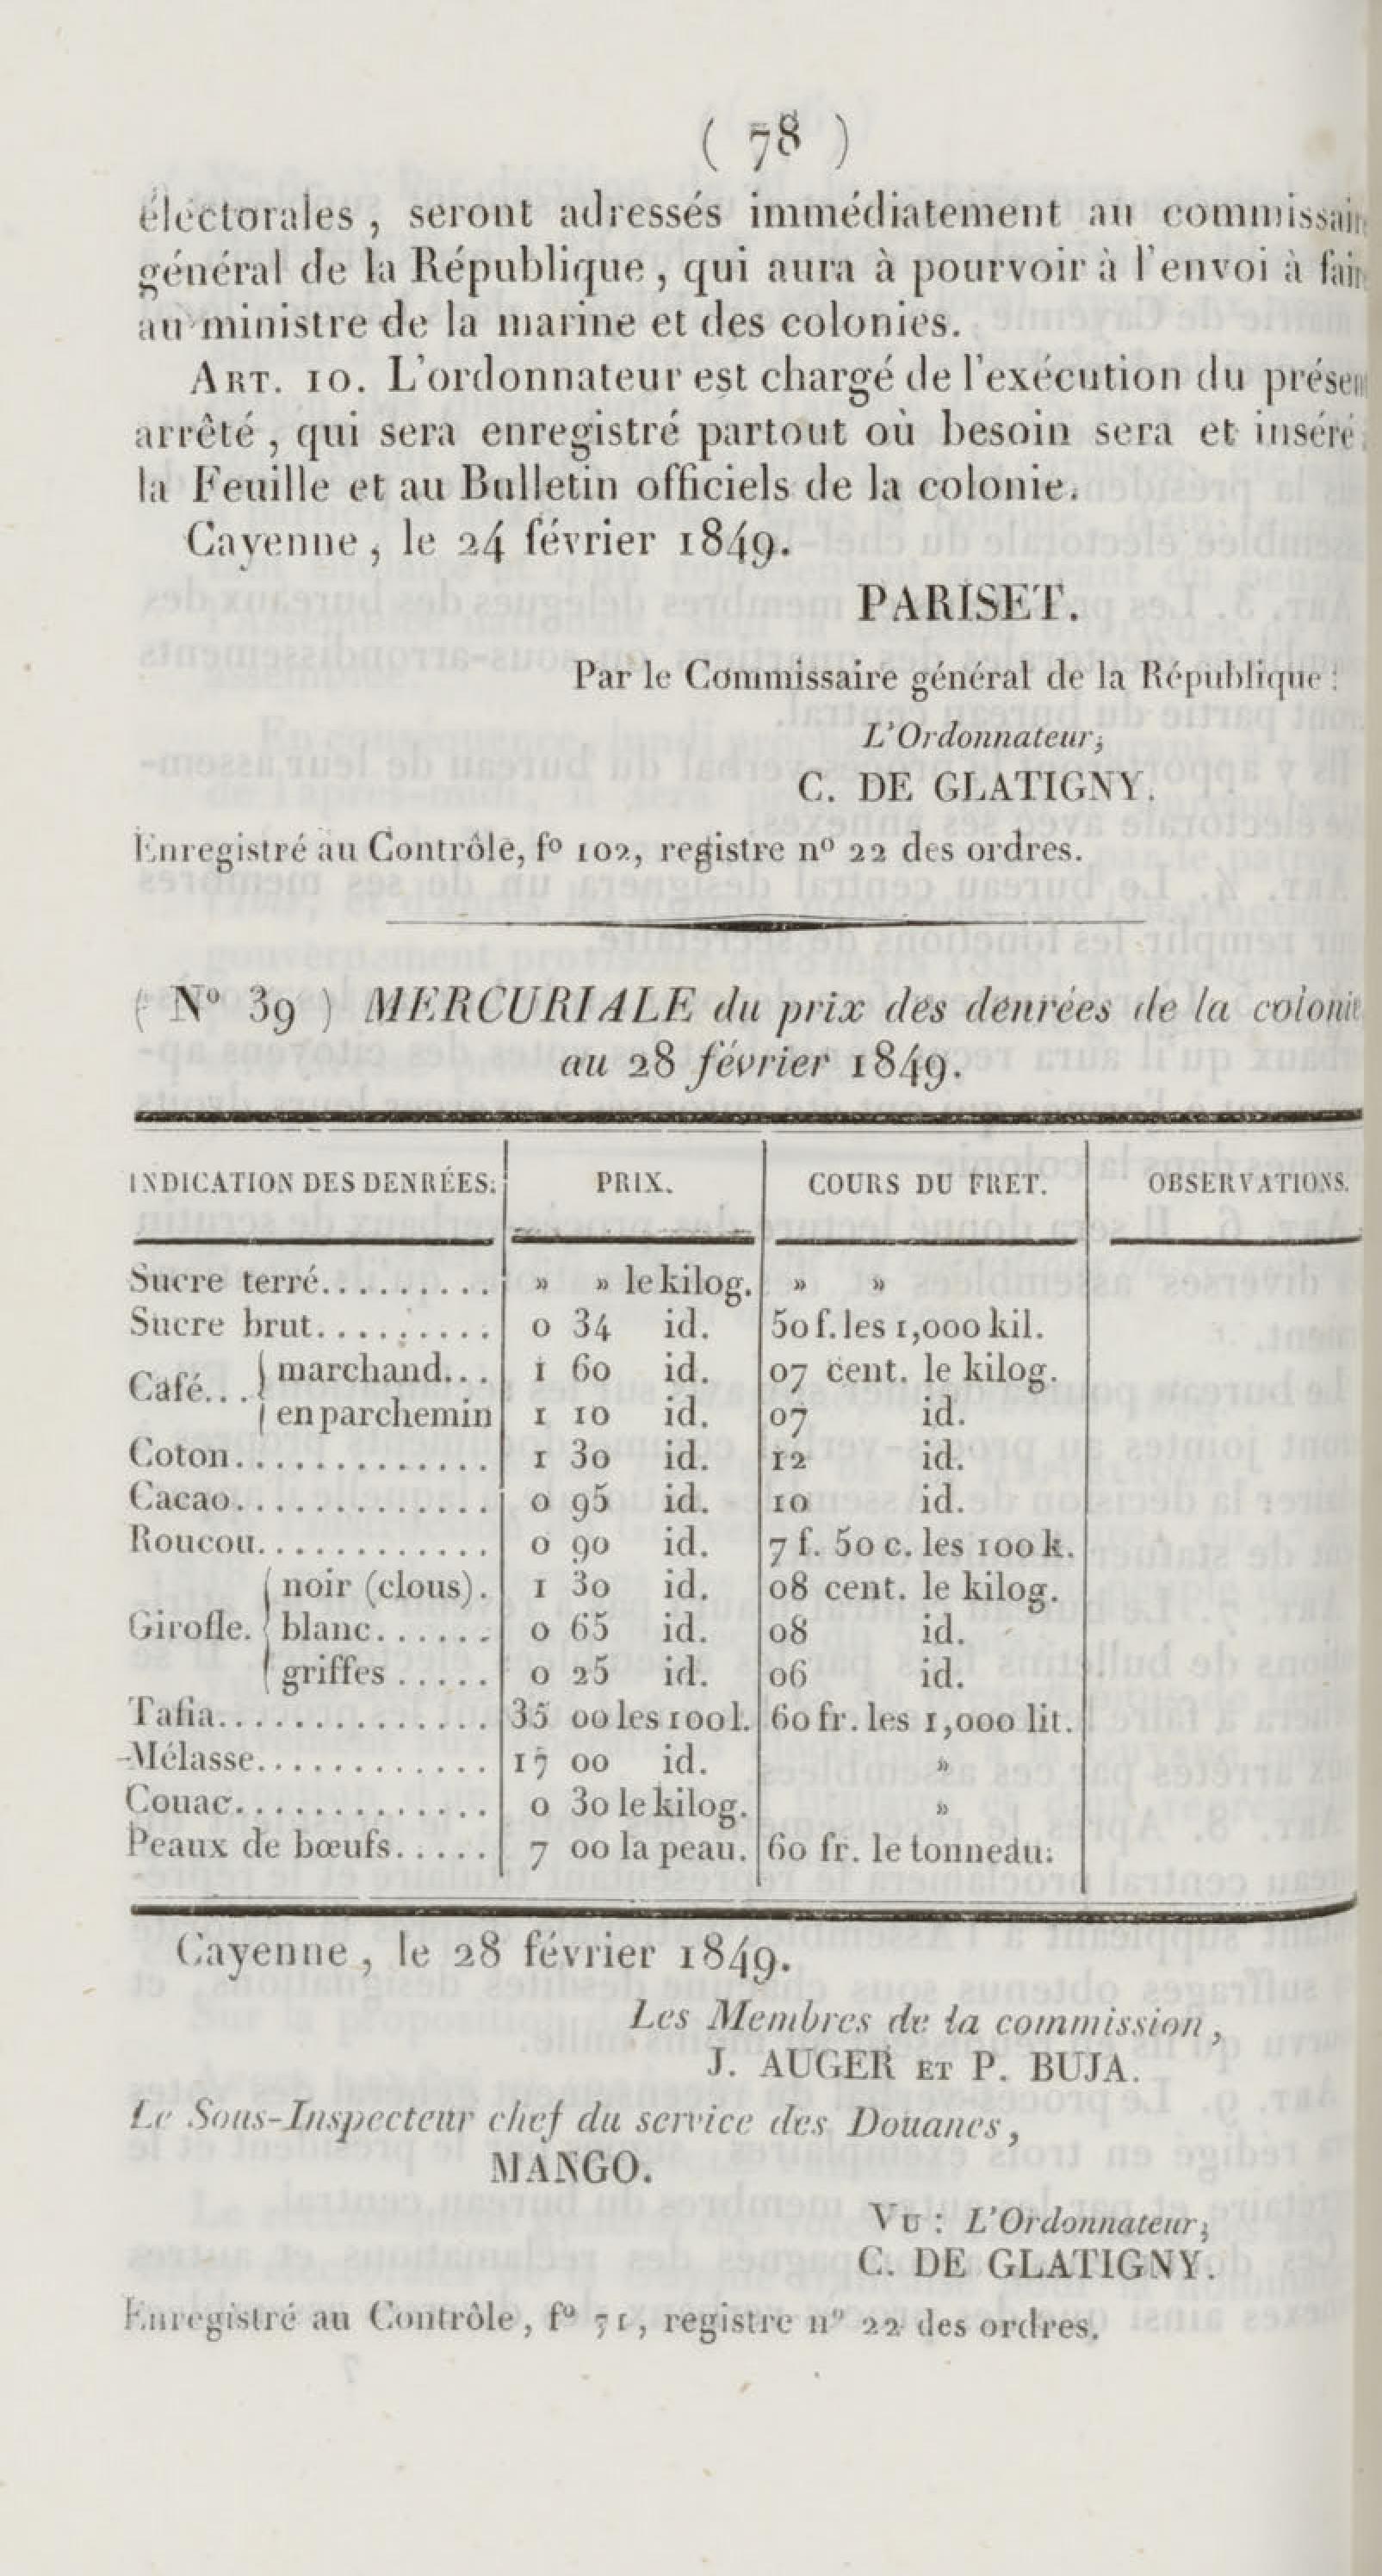 ( 78 )
électorales, seront adressés immédiatement au commissair
général de la République, qui aura à pourvoir à l'envoi à fair
au ministre de la marine et des colonies.
ART. 10. L'ordonnateur est chargé de l'exécution du présen
arrêté, qui sera enregistré partout où besoin sera et inséré
la Feuille et au Bulletin officiels de la colonie.
Cayenne, le 24 février 1849.
PARISET.
Par le Commissaire général de la République :
L'Ordonnateur,
C. DE GLATIGNY.
Enregistré au Contrôle, fo 102, registre no 22 des ordres.
( No 39 ) MERCURIALE du prix des denrées de la colonie
au 28 février 1849.
INDICATION DES DENRÉES. PRIX. COURS DU FRET. OBSERVATIONS.
Sucre terré.......... » » le kilog. » »
Sucre brut.......... 0 34 id. 50 f. les 1,000 kil.
Café... { marchand... 1 60 id. 07 cent. le kilog.
en parchemin 1 10 id. 07 id.
Coton.............. 1 30 id. 12 id.
Cacao.............. 0 95 id. 10 id.
Roucou............. 0 90 id. 7 f. 50 c. les 100 k.
noir (clous). 1 30 id. 08 cent. le kilog.
Girofle. { blanc...... 0 65 id. 08 id.
griffes ..... 0 25 id. 06 id.
Tafia............... 35 00 les 100 l. 60 fr. les 1,000 lit.
Mélasse............. 17 00 id. »
Couac.............. 0 30 le kilog. »
Peaux de bœufs..... 7 00 la peau. 60 fr. le tonneau.
Cayenne, le 28 février 1849.
Les Membres de la commission,
J. AUGER ET P. BUJA.
Le Sous-Inspecteur chef du service des Douanes,
MANGO.
VU : L'Ordonnateur,
C. DE GLATIGNY.
Enregistré au Contrôle, fo 71, registre no 22 des ordres.